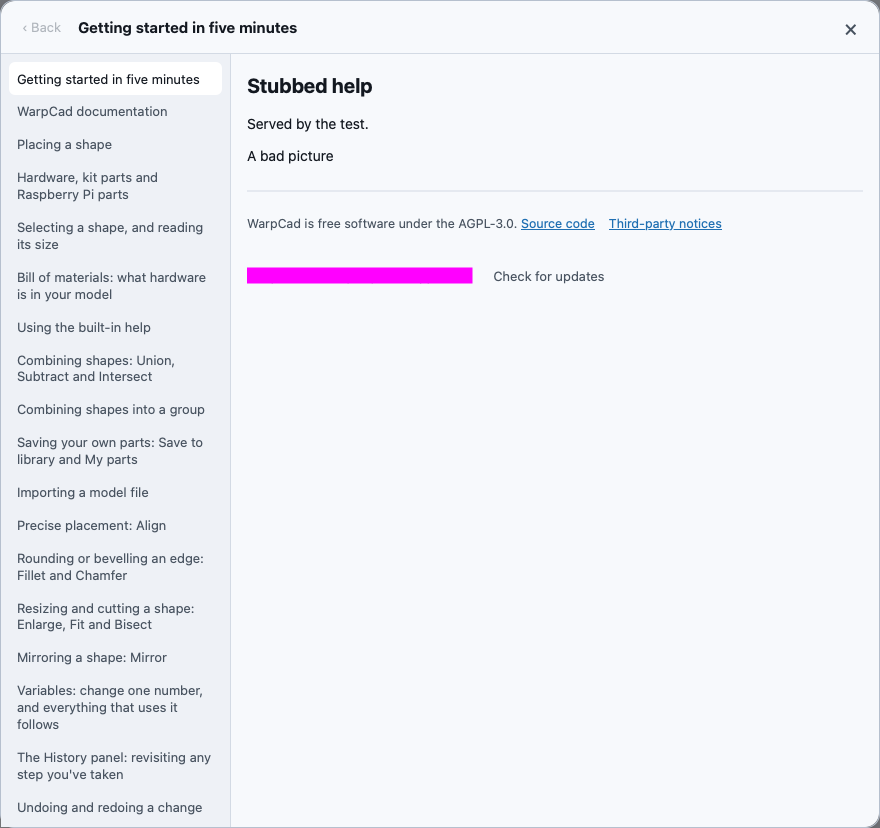 ‹ Back
Getting started in five minutes
×
Getting started in five minutes
WarpCad documentation
Placing a shape
Hardware, kit parts and
Raspberry Pi parts
Selecting a shape, and reading
its size
Bill of materials: what hardware
is in your model
Using the built-in help
Combining shapes: Union,
Subtract and Intersect
Combining shapes into a group
Saving your own parts: Save to
library and My parts
Importing a model file
Precise placement: Align
Rounding or bevelling an edge:
Fillet and Chamfer
Resizing and cutting a shape:
Enlarge, Fit and Bisect
Mirroring a shape: Mirror
Variables: change one number,
and everything that uses it
follows
The History panel: revisiting any
step you've taken
Undoing and redoing a change
Stubbed help
Served by the test.
A bad picture
WarpCad is free software under the AGPL-3.0. Source code Third-party notices
Check for updates